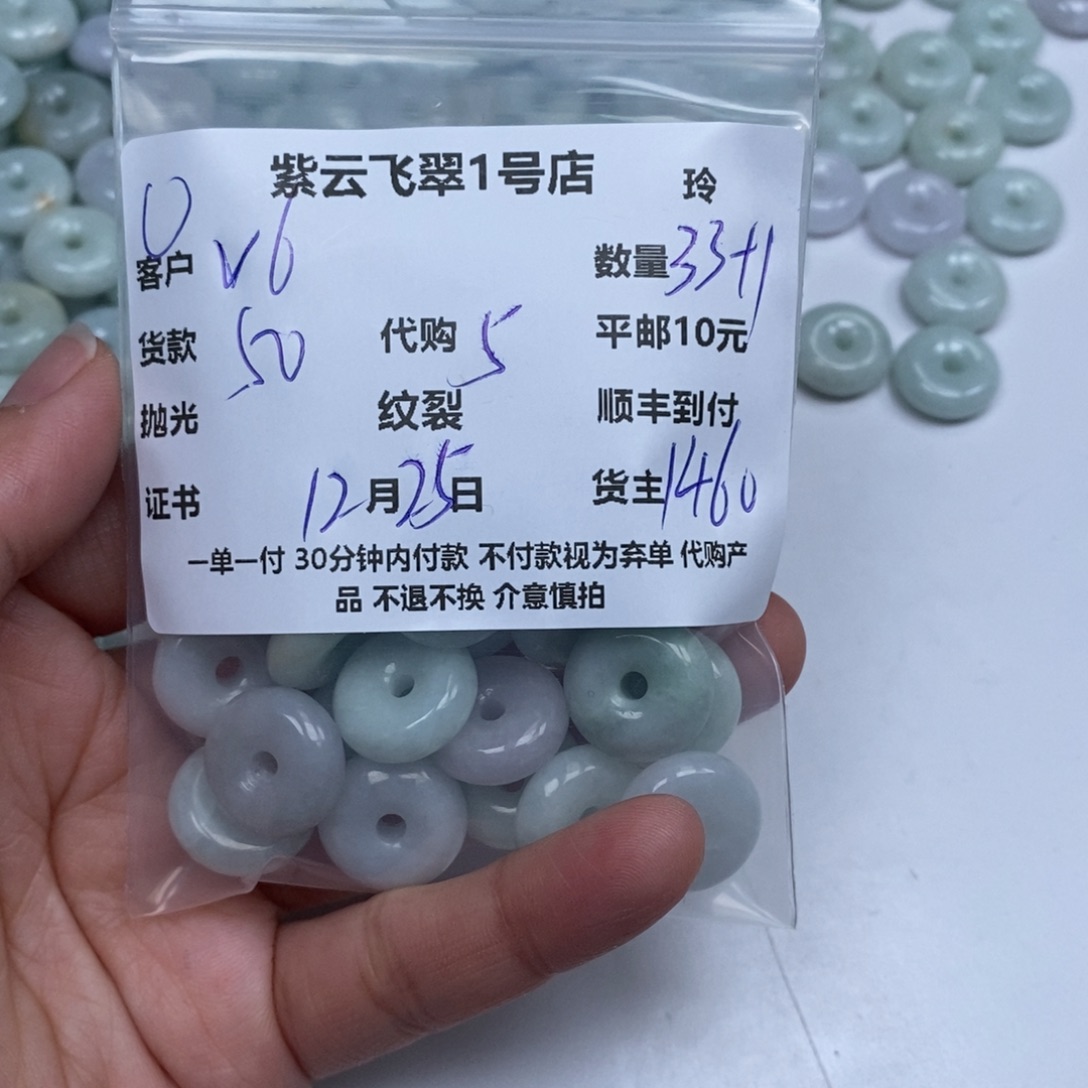 紫云飞翠1号店 玲
客户 V6 数量 33+1
货款 50 代购 5 平邮10元
抛光 纹裂 顺丰到付
证书 12月25日 货主 1460
一单一付 30分钟内付款 不付款视为弃单 代购产
品 不退不换 介意慎拍